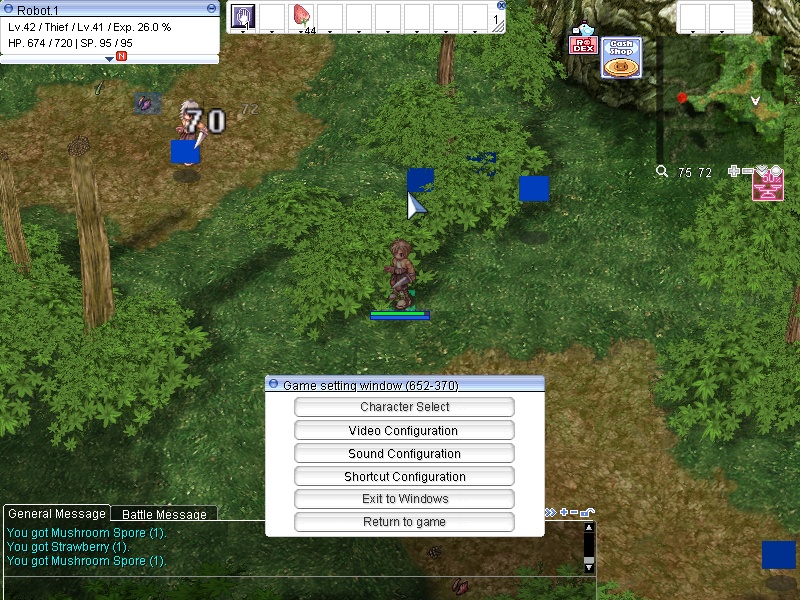 Robot.1
Lv.42 / Thief / Lv.41 / Exp. 26.0 %
HP. 674 / 720 | SP. 95 / 95
N
44
1
RODEX
Cash Shop
70
72
75 72
50%
Game setting window (652-370)
Character Select
Video Configuration
Sound Configuration
Shortcut Configuration
Exit to Windows
Return to game
General Message
Battle Message
You got Mushroom Spore (1).
You got Strawberry (1).
You got Mushroom Spore (1).